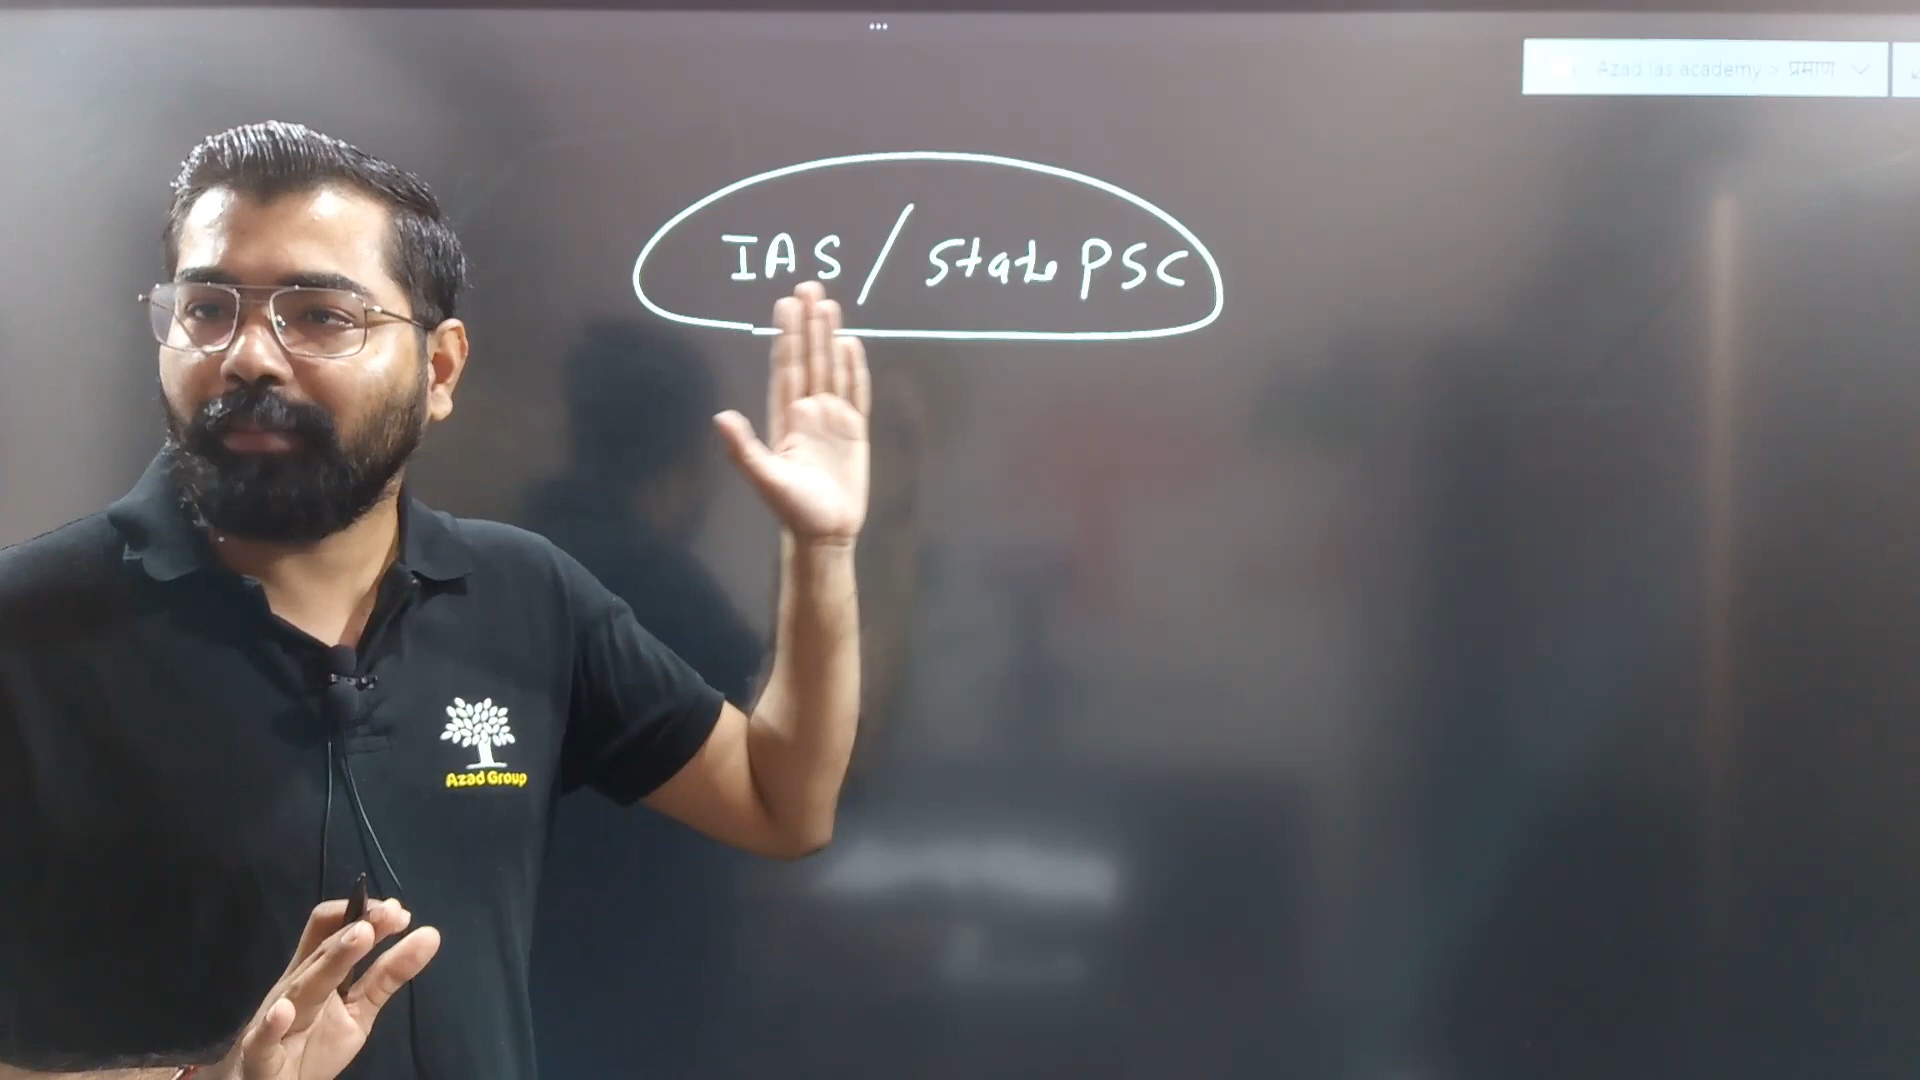 ...
Azad ias academy > प्रमाण
IAS / State PSC
Azad Group